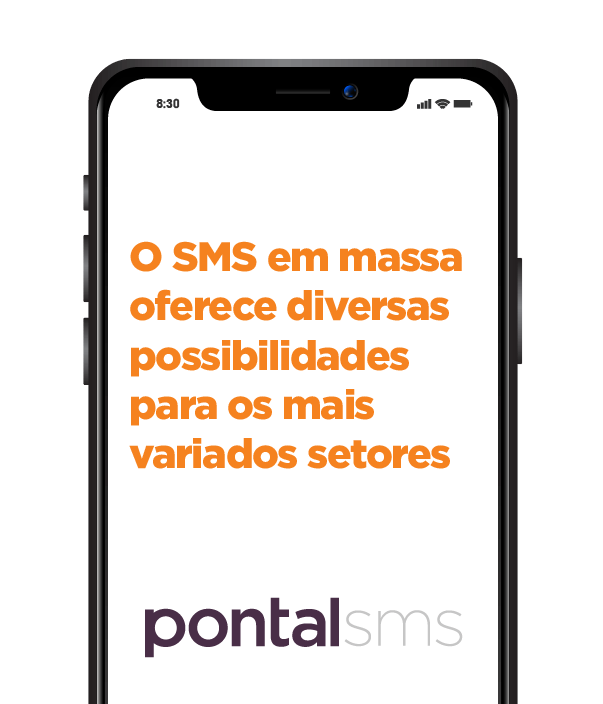 8:30
O SMS em massa
oferece diversas
possibilidades
para os mais
variados setores
pontalsms